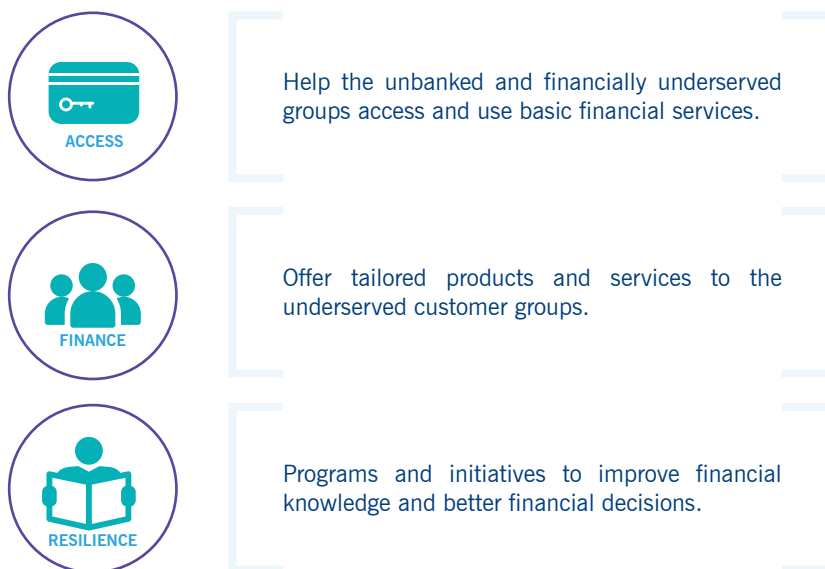 ACCESS
Help the unbanked and financially underserved
groups access and use basic financial services.
FINANCE
Offer tailored products and services to the
underserved customer groups.
RESILIENCE
Programs and initiatives to improve financial
knowledge and better financial decisions.